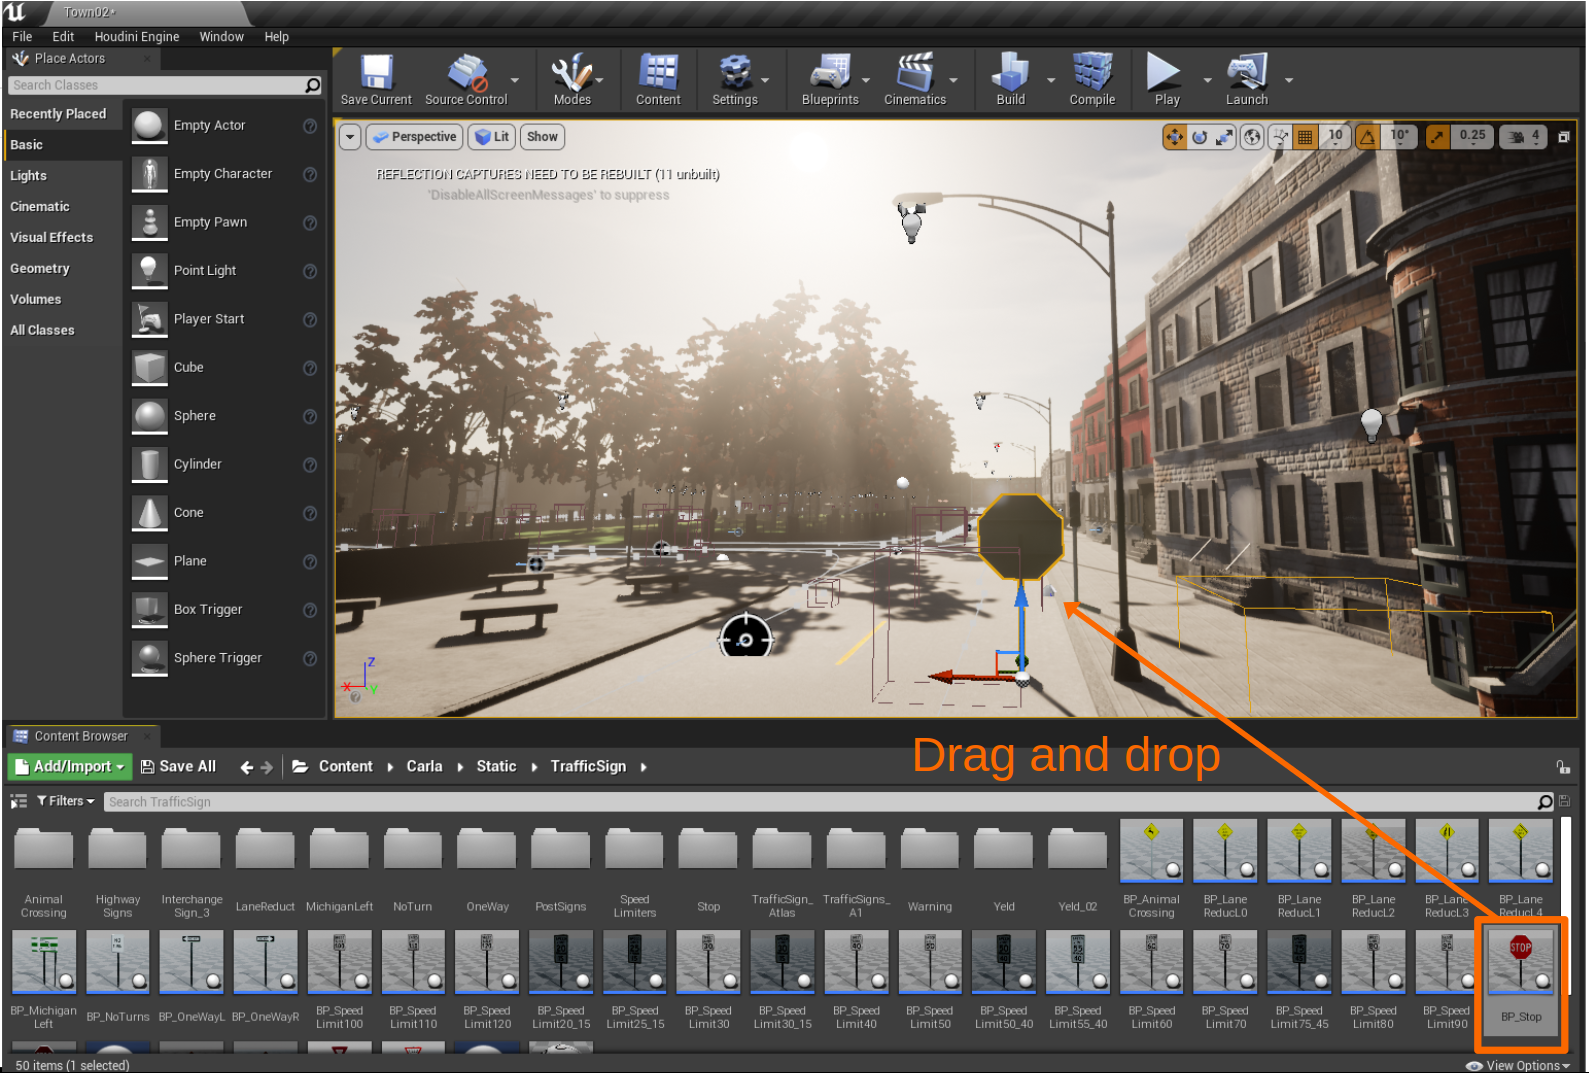 Town02•
File Edit Houdini Engine Window Help
Place Actors
Search Classes
Recently Placed
Basic
Lights
Cinematic
Visual Effects
Geometry
Volumes
All Classes
Empty Actor
Empty Character
Empty Pawn
Point Light
Player Start
Cube
Sphere
Cylinder
Cone
Plane
Box Trigger
Sphere Trigger
Save Current Source Control Modes Content Settings Blueprints Cinematics Build Compile Play Launch
Perspective Lit Show
10 10° 0.25 4
REFLECTION CAPTURES NEED TO BE REBUILT (11 unbuilt)
'DisableAllScreenMessages' to suppress
Z
X
Y
Drag and drop
Content Browser
Add/Import Save All Content Carla Static TrafficSign
Filters Search TrafficSign
Animal Crossing
Highway Signs
Interchange Sign_3
LaneReduct
MichiganLeft
NoTurn
OneWay
PostSigns
Speed Limiters
Stop
TrafficSign_ Atlas
TrafficSigns_ A1
Warning
Yeld
Yeld_02
BP_Animal Crossing
BP_Lane ReducL0
BP_Lane ReducL1
BP_Lane ReducL2
BP_Lane ReducL3
BP_Lane ReducL4
BP_Michigan Left
BP_NoTurns
BP_OneWayL
BP_OneWayR
BP_Speed Limit100
BP_Speed Limit110
BP_Speed Limit120
BP_Speed Limit20_15
BP_Speed Limit25_15
BP_Speed Limit30
BP_Speed Limit30_15
BP_Speed Limit40
BP_Speed Limit50
BP_Speed Limit50_40
BP_Speed Limit55_40
BP_Speed Limit60
BP_Speed Limit70
BP_Speed Limit75_45
BP_Speed Limit80
BP_Speed Limit90
STOP
BP_Stop
50 items (1 selected)
View Options